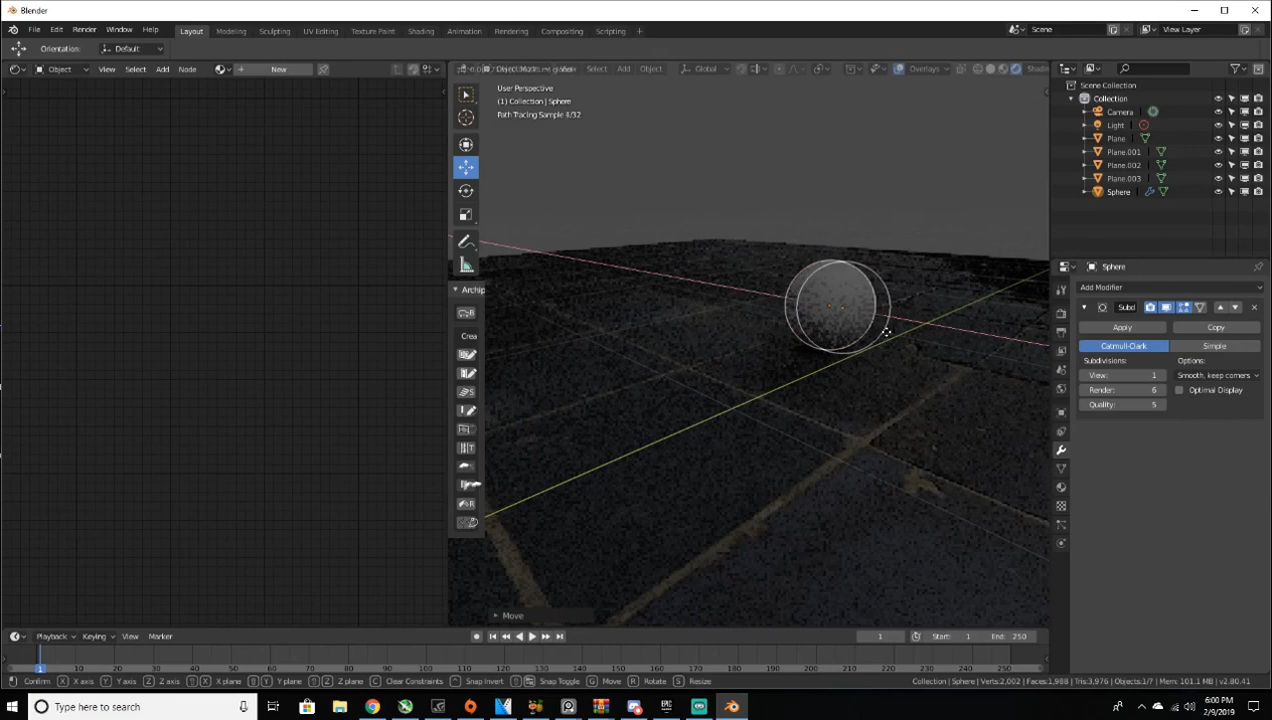 Blender
File Edit Render Window Help Layout Modeling Sculpting UV Editing Texture Paint Shading Animation Rendering Compositing Scripting + Scene View Layer
Orientation: Default
Object View Select Add Node + New Select Add Object Global Overlays Shadin
User Perspective
(1) Collection | Sphere
Path Tracing Sample 8/32
Scene Collection
Collection
Camera
Light
Plane
Plane.001
Plane.002
Plane.003
Sphere
Sphere
Add Modifier
Subd
Apply Copy
Catmull-Clark Simple
Subdivisions: Options:
View: 1 Smooth, keep corners
Render: 6 Optimal Display
Quality: 5
Archip
Crea
Move
Playback Keying View Marker 1 Start: 1 End: 250
1 10 20 30 40 50 60 70 80 90 100 110 120 130 140 150 160 170 180 190 200 210 220 230 240 250
Confirm X X axis Y Y axis Z Z axis X X plane Y Y plane Z Z plane C Clear Constraints Snap Invert Snap Toggle G Move R Rotate S Resize Collection | Sphere | Verts:2,002 | Faces:1,988 | Tris:3,976 | Objects:1/7 | Mem: 101.1 MB | v2.80.41
Type here to search
6:00 PM
2/9/2019